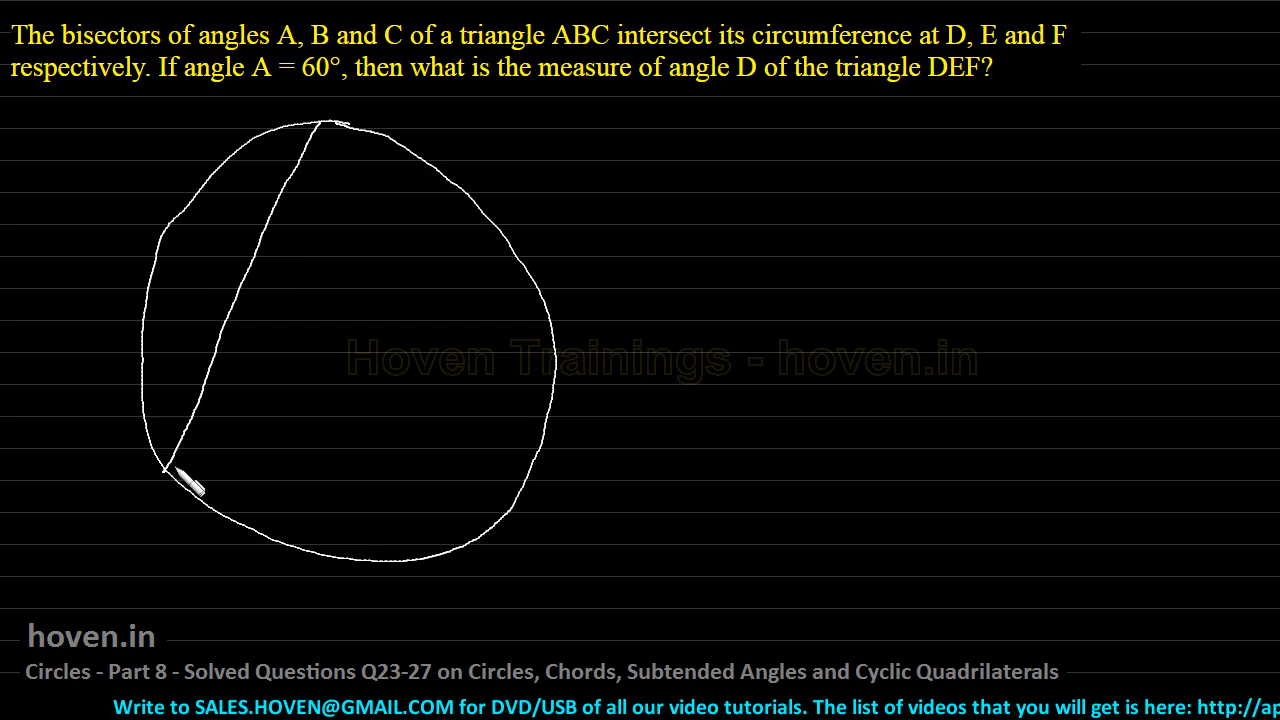 The bisectors of angles A, B and C of a triangle ABC intersect its circumference at D, E and F
respectively. If angle A = 60°, then what is the measure of angle D of the triangle DEF?
Hoven Trainings - hoven.in
hoven.in
Circles - Part 8 - Solved Questions Q23-27 on Circles, Chords, Subtended Angles and Cyclic Quadrilaterals
Write to SALES.HOVEN@GMAIL.COM for DVD/USB of all our video tutorials. The list of videos that you will get is here: http://ap